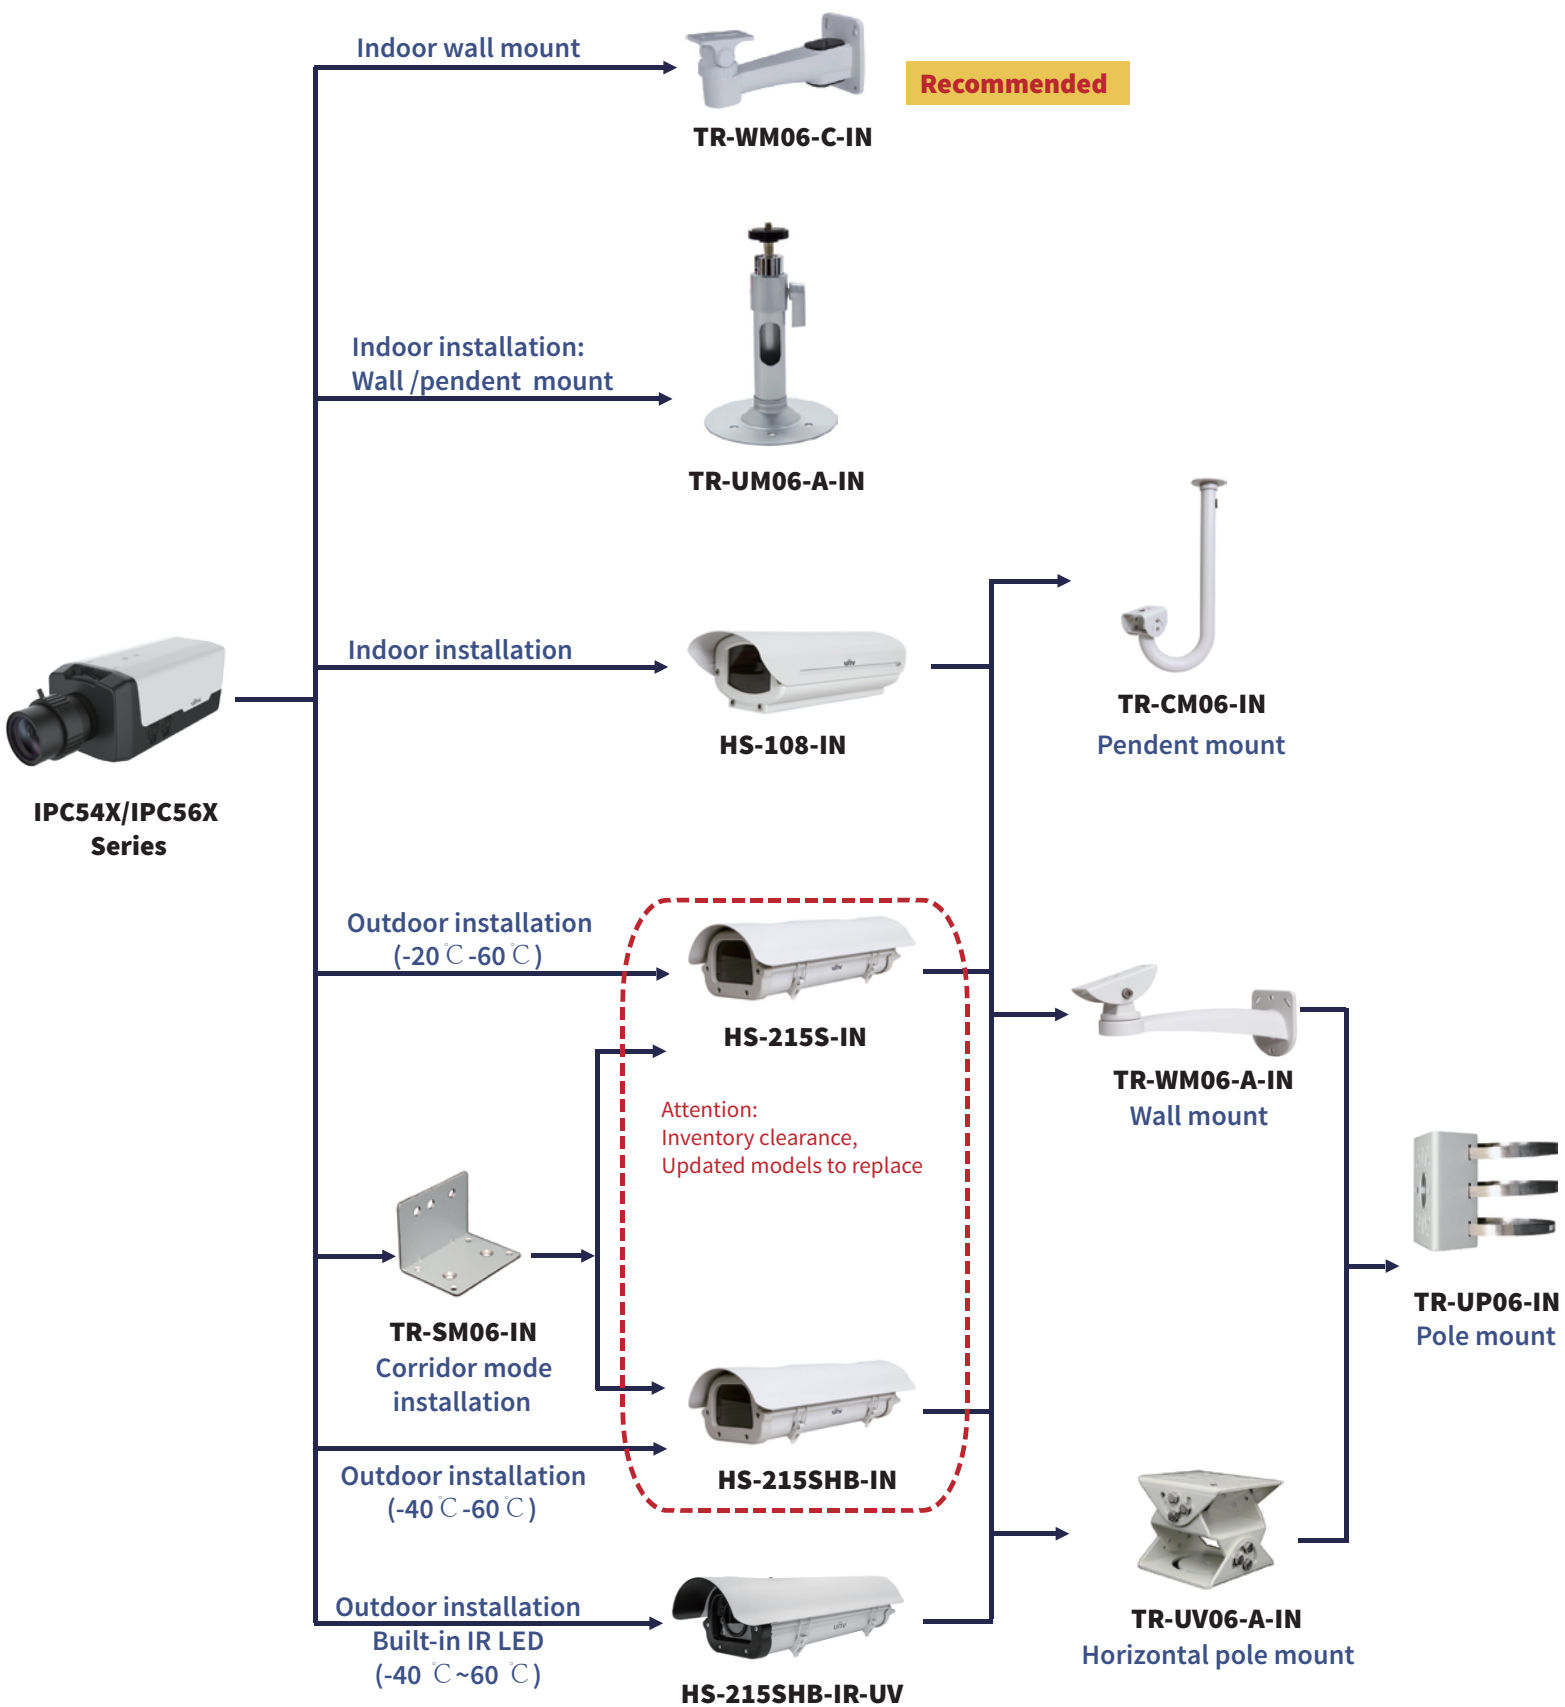 Indoor wall mount
Recommended
TR-WM06-C-IN
Indoor installation:
Wall /pendent mount
TR-UM06-A-IN
Indoor installation
unv
HS-108-IN
TR-CM06-IN
Pendent mount
IPC54X/IPC56X
Series
Outdoor installation
(-20℃-60℃)
unv
HS-215S-IN
TR-WM06-A-IN
Wall mount
Attention:
Inventory clearance,
Updated models to replace
TR-SM06-IN
Corridor mode
installation
TR-UP06-IN
Pole mount
unv
HS-215SHB-IN
Outdoor installation
(-40℃-60℃)
Outdoor installation
Built-in IR LED
(-40 ℃~60 ℃)
unv
HS-215SHB-IR-UV
TR-UV06-A-IN
Horizontal pole mount